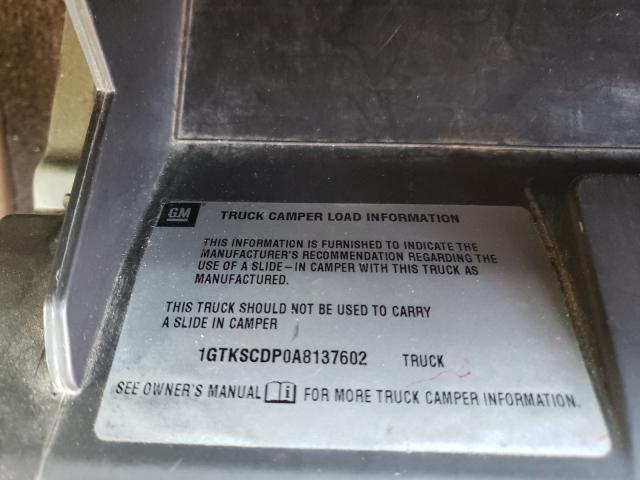 GM TRUCK CAMPER LOAD INFORMATION
THIS INFORMATION IS FURNISHED TO INDICATE THE
MANUFACTURER'S RECOMMENDATION REGARDING THE
USE OF A SLIDE-IN CAMPER WITH THIS TRUCK AS
MANUFACTURED.
THIS TRUCK SHOULD NOT BE USED TO CARRY
A SLIDE IN CAMPER
1GTKSCDP0A8137602 TRUCK
SEE OWNER'S MANUAL i FOR MORE TRUCK CAMPER INFORMATION.